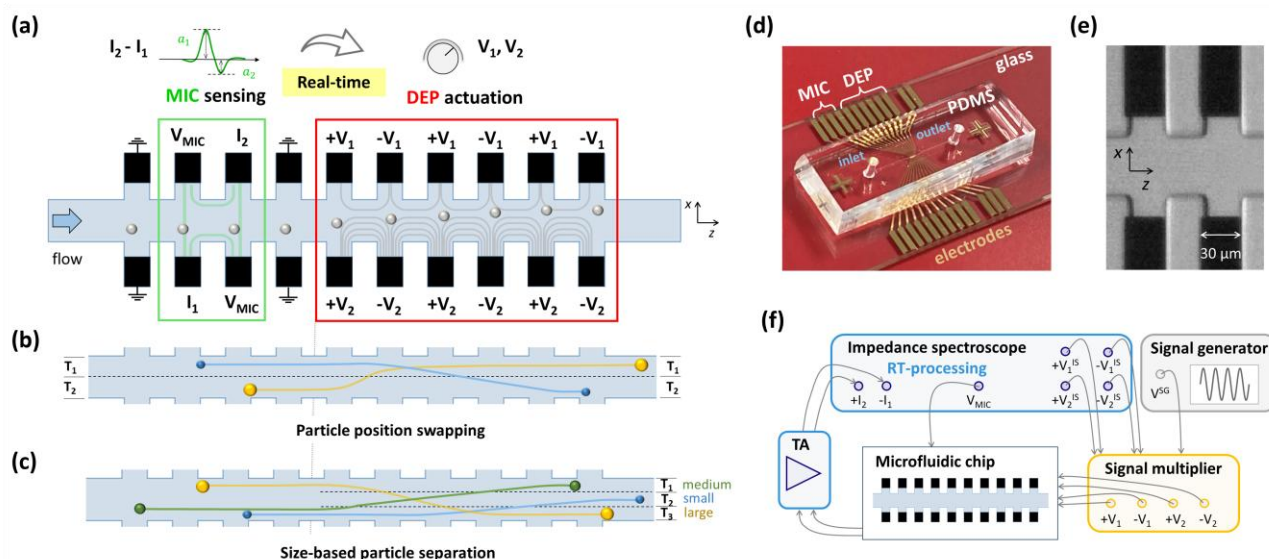 (a)
I₂ - I₁
a₁
a₂
MIC sensing
Real-time
V₁, V₂
DEP actuation
V_MIC
I₂
+V₁
-V₁
+V₁
-V₁
+V₁
-V₁
flow
x
z
I₁
V_MIC
+V₂
-V₂
+V₂
-V₂
+V₂
-V₂
(b)
T₁
T₂
T₁
T₂
Particle position swapping
(c)
T₁ medium
T₂ small
T₃ large
Size-based particle separation
(d)
MIC
DEP
glass
PDMS
inlet
outlet
electrodes
(e)
x
z
30 µm
(f)
Impedance spectroscope
RT-processing
+I₂
-I₁
V_MIC
+V₁ᴵˢ
-V₁ᴵˢ
+V₂ᴵˢ
-V₂ᴵˢ
Signal generator
Vˢᴳ
TA
Microfluidic chip
Signal multiplier
+V₁
-V₁
+V₂
-V₂